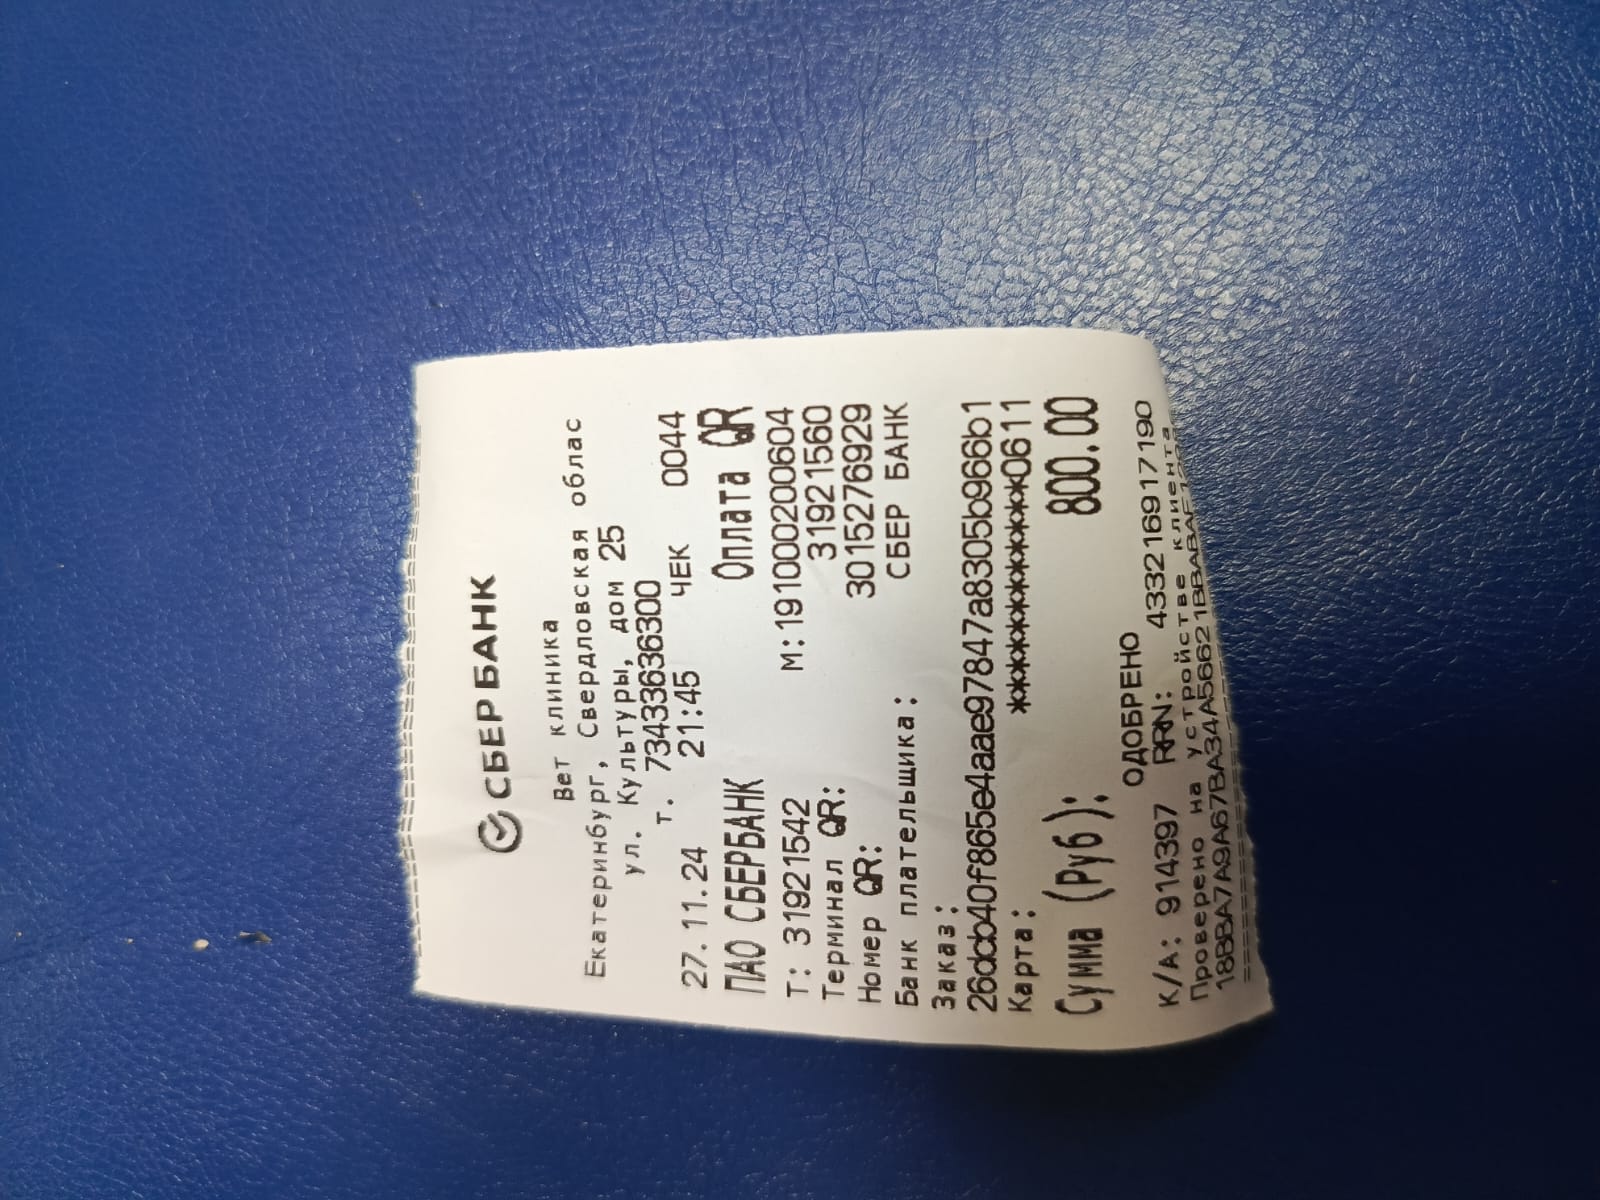 СБЕР БАНК
Вет клиника
Екатеринбург, Свердловская облас
ул. Культуры, дом 25
т. 73433636300
27.11.24 21:45 ЧЕК 0044
ПАО СБЕРБАНК Оплата QR
Т: 31921542 М:191000200604
Терминал QR: 31921560
Номер QR: 3015276929
Банк плательщика: СБЕР БАНК
Заказ:
26dcb40f865e4aae97847a8305b966b1
Карта: ************0611
Сумма (Руб): 800.00
ОДОБРЕНО
К/А: 914397 RRN: 433216917190
Проверено на устройстве клиента